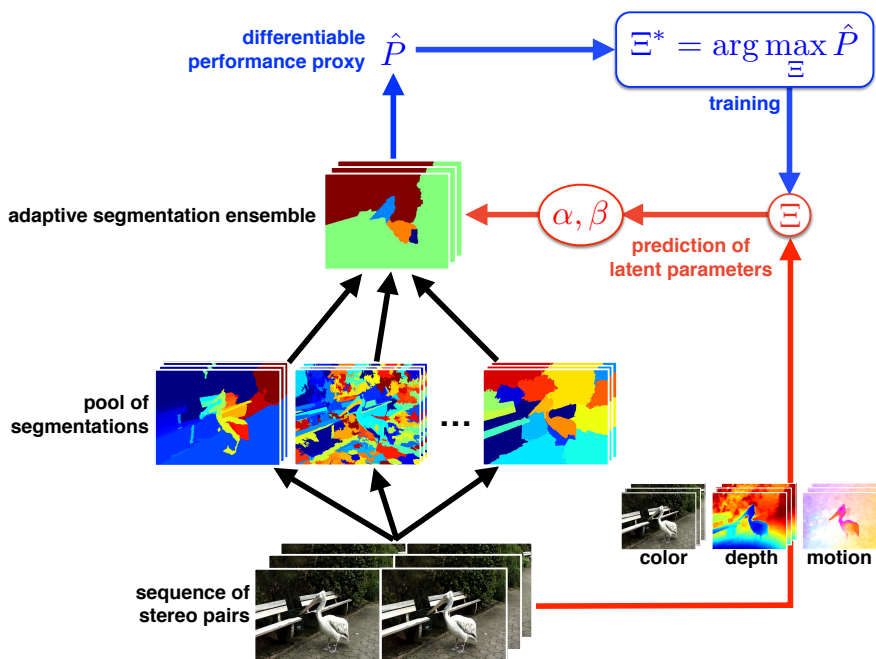 differentiable
performance proxy
P̂
Ξ* = arg max P̂
Ξ
training
adaptive segmentation ensemble
α, β
Ξ
prediction of
latent parameters
pool of
segmentations
...
color
depth
motion
sequence of
stereo pairs